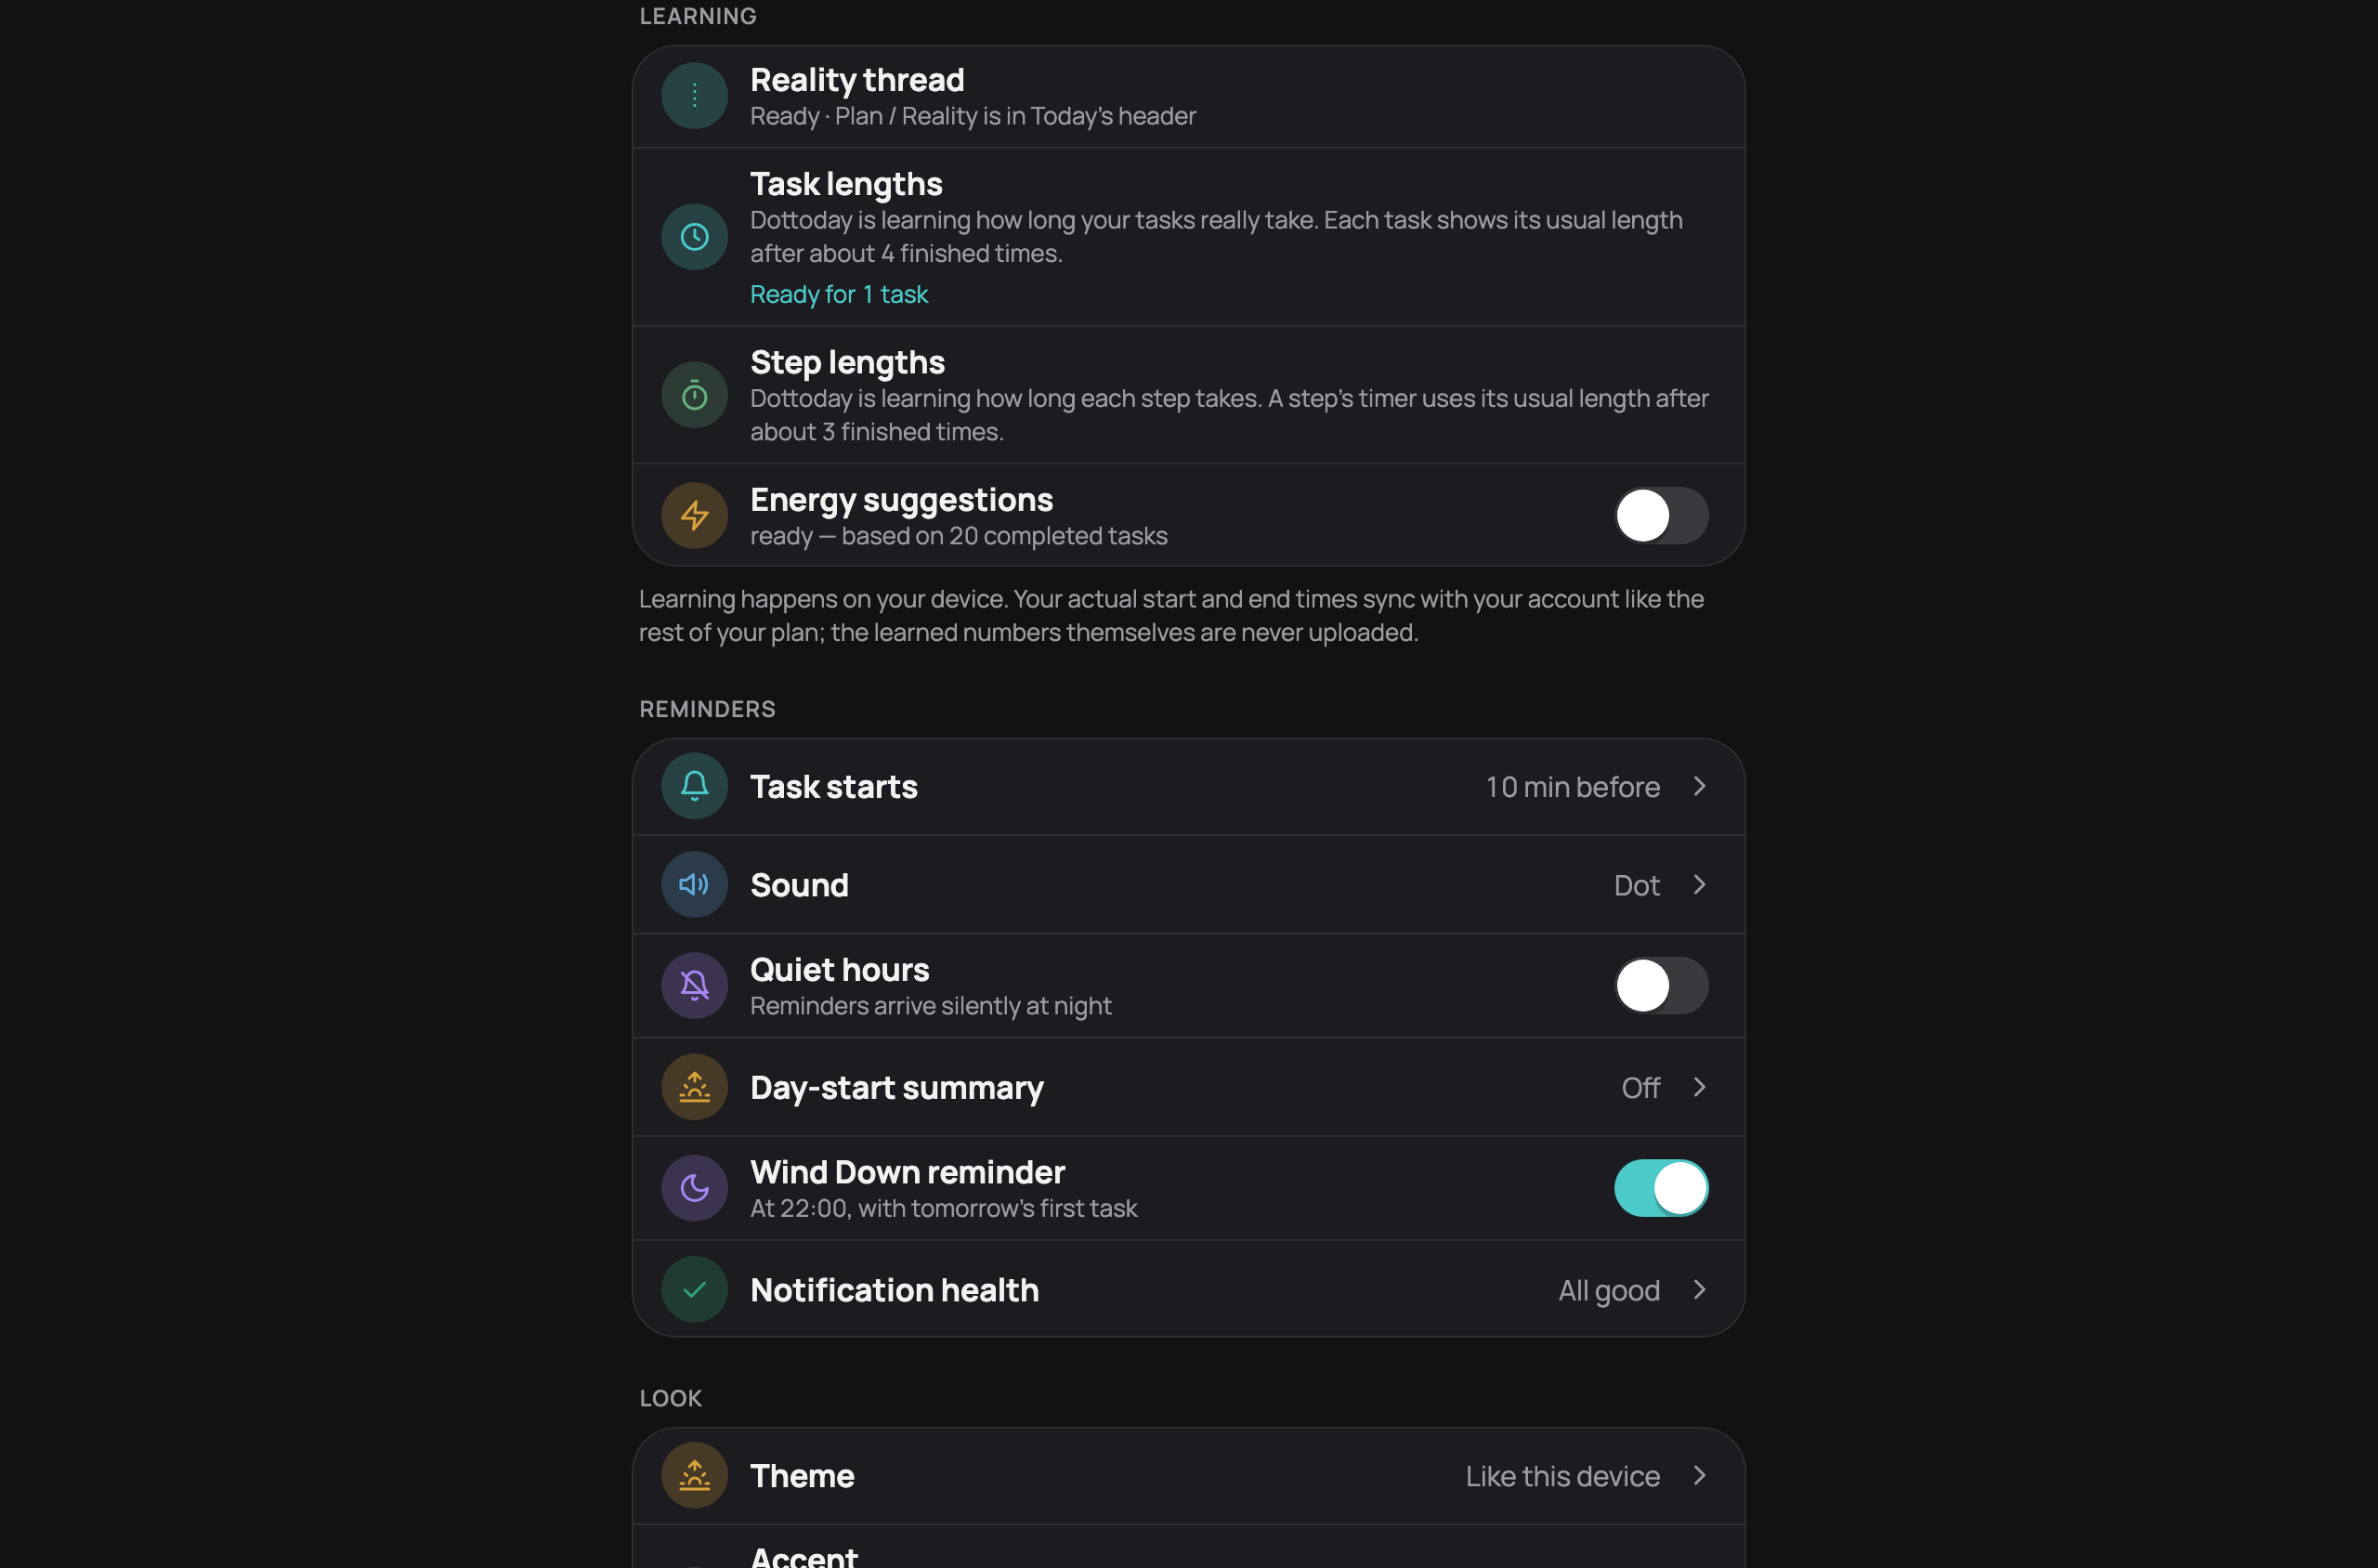 LEARNING
Reality thread
Ready · Plan / Reality is in Today’s header
Task lengths
Dottoday is learning how long your tasks really take. Each task shows its usual length
after about 4 finished times.
Ready for 1 task
Step lengths
Dottoday is learning how long each step takes. A step’s timer uses its usual length after
about 3 finished times.
Energy suggestions
ready — based on 20 completed tasks
Learning happens on your device. Your actual start and end times sync with your account like the
rest of your plan; the learned numbers themselves are never uploaded.
REMINDERS
Task starts 10 min before
Sound Dot
Quiet hours
Reminders arrive silently at night
Day-start summary Off
Wind Down reminder
At 22:00, with tomorrow’s first task
Notification health All good
LOOK
Theme Like this device
Accent